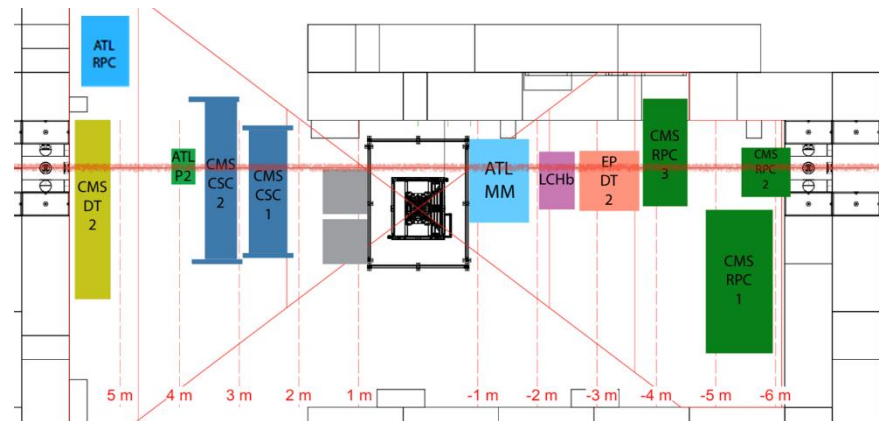 ATL
RPC
CMS
DT
2
ATL
P2
CMS
CSC
2
CMS
CSC
1
ATL
MM
LCHb
EP
DT
2
CMS
RPC
3
CMS
RPC
2
CMS
RPC
1
5 m 4 m 3 m 2 m 1 m -1 m -2 m -3 m -4 m -5 m -6 m